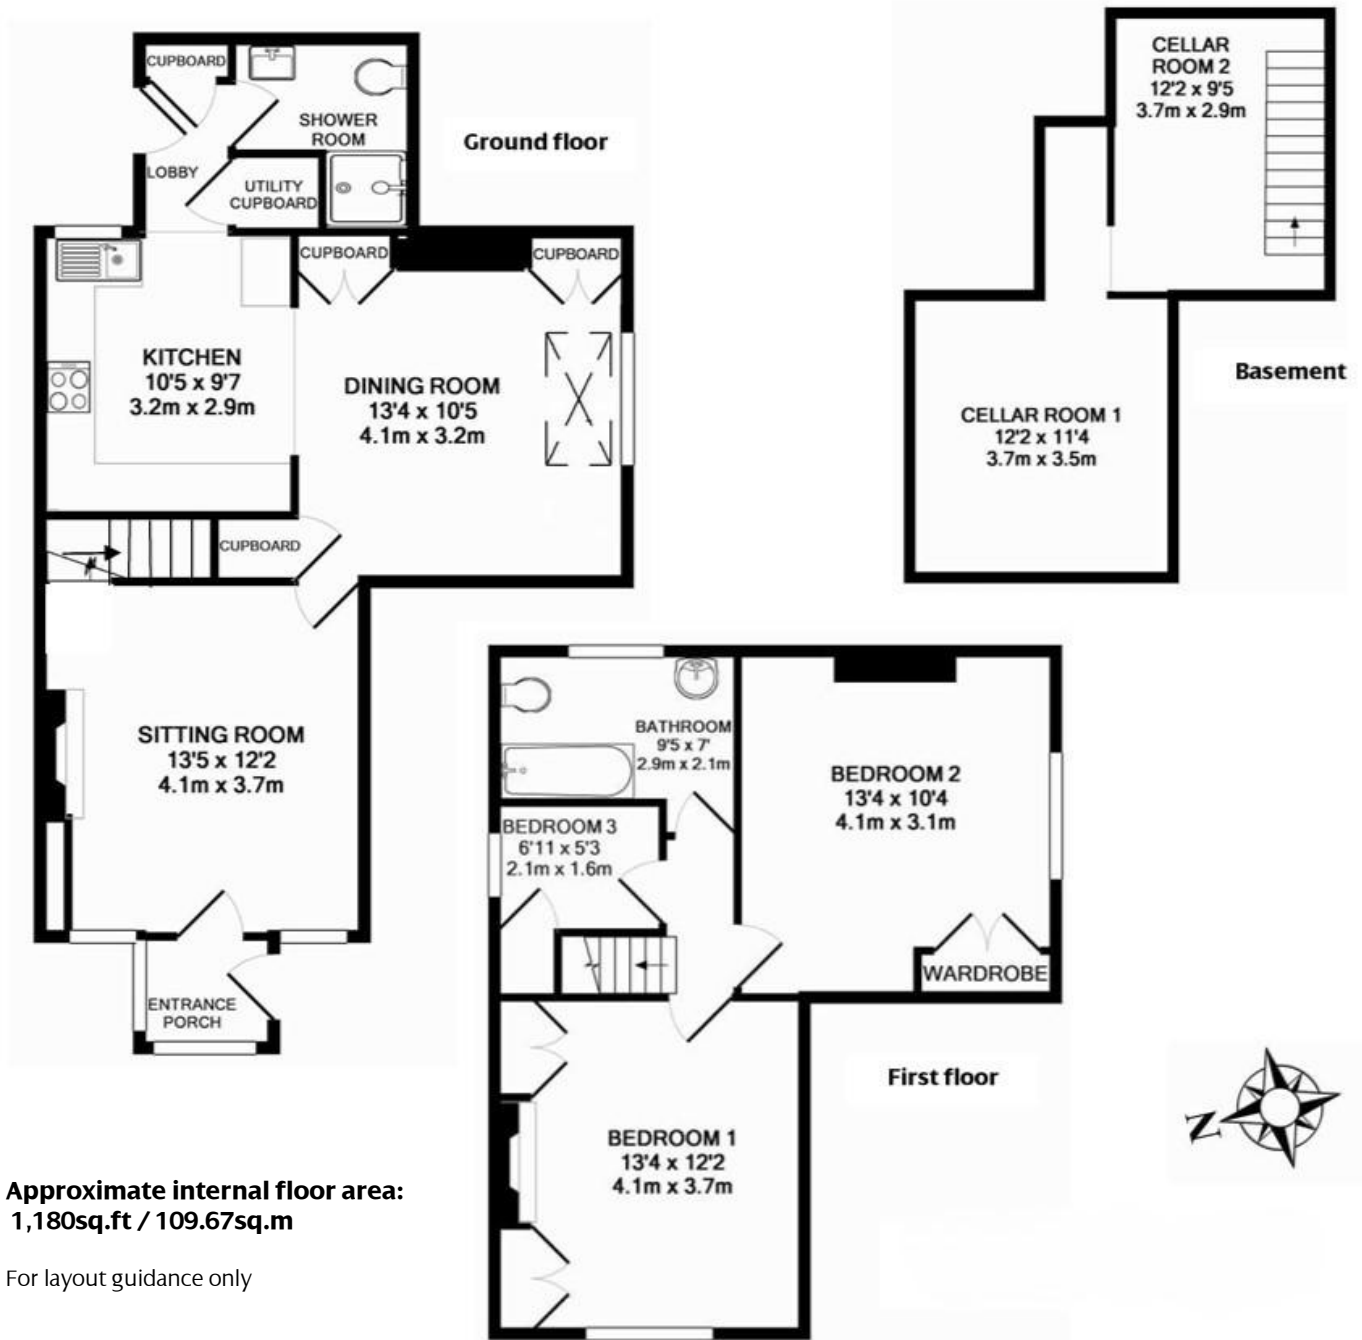 CUPBOARD
SHOWER
ROOM
LOBBY
UTILITY
CUPBOARD
Ground floor
CUPBOARD
CUPBOARD
KITCHEN
10'5 x 9'7
3.2m x 2.9m
DINING ROOM
13'4 x 10'5
4.1m x 3.2m
CUPBOARD
SITTING ROOM
13'5 x 12'2
4.1m x 3.7m
ENTRANCE
PORCH
CELLAR
ROOM 2
12'2 x 9'5
3.7m x 2.9m
Basement
CELLAR ROOM 1
12'2 x 11'4
3.7m x 3.5m
BATHROOM
9'5 x 7'
2.9m x 2.1m
BEDROOM 2
13'4 x 10'4
4.1m x 3.1m
BEDROOM 3
6'11 x 5'3
2.1m x 1.6m
WARDROBE
First floor
BEDROOM 1
13'4 x 12'2
4.1m x 3.7m
N
Approximate internal floor area:
1,180sq.ft / 109.67sq.m
For layout guidance only